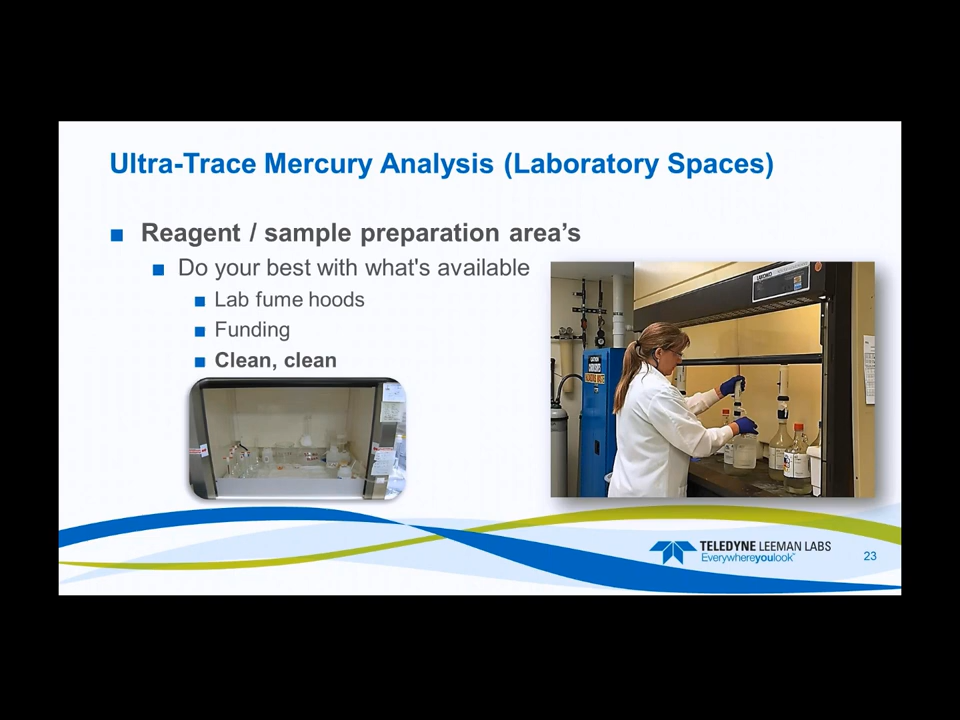 Ultra-Trace Mercury Analysis (Laboratory Spaces)
Reagent / sample preparation area’s
Do your best with what's available
Lab fume hoods
Funding
Clean, clean
TELEDYNE LEEMAN LABS
Everywhereyoulook™
23